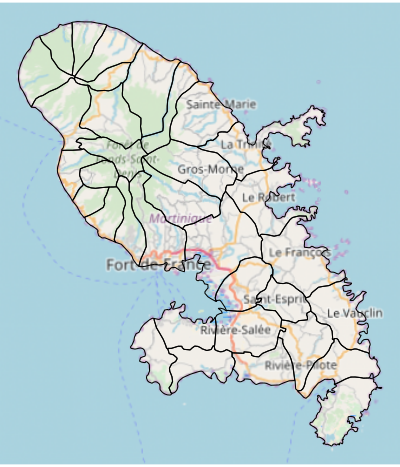 Sainte Marie
La Trinité
Forêt de
Fonds-Saint-
Denis
Gros-Morne
Le Robert
Martinique
Le François
Fort-de-France
Saint-Esprit
Le Vauclin
Rivière-Salée
Rivière-Pilote